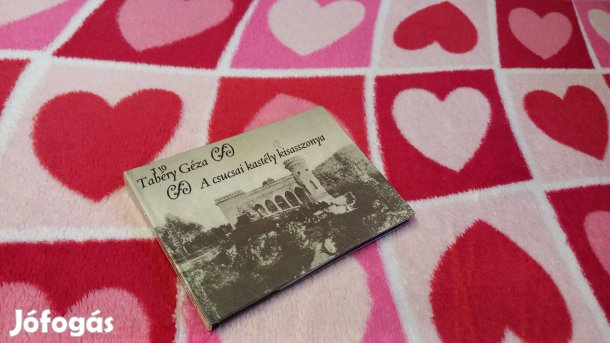 Tabéry Géza
A csucsai kastély kisasszonya
Jófogás